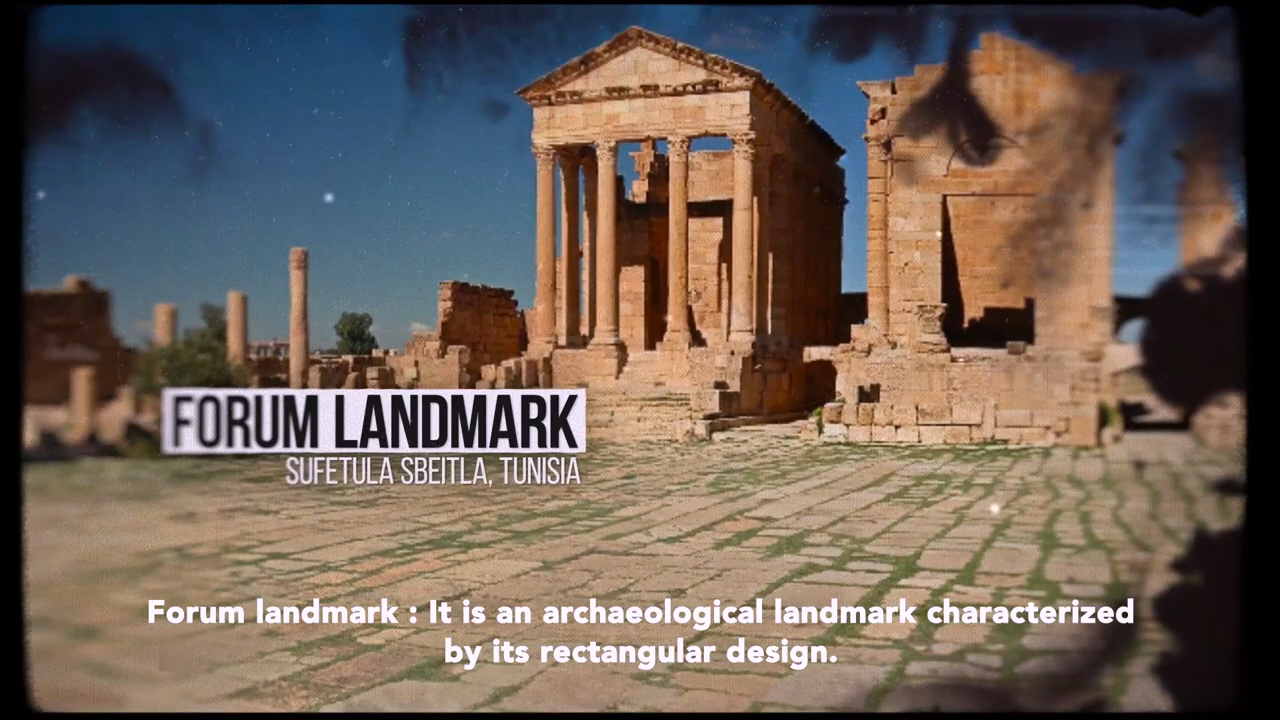 FORUM LANDMARK
SUFETULA SBEITLA, TUNISIA
Forum landmark : It is an archaeological landmark characterized
by its rectangular design.